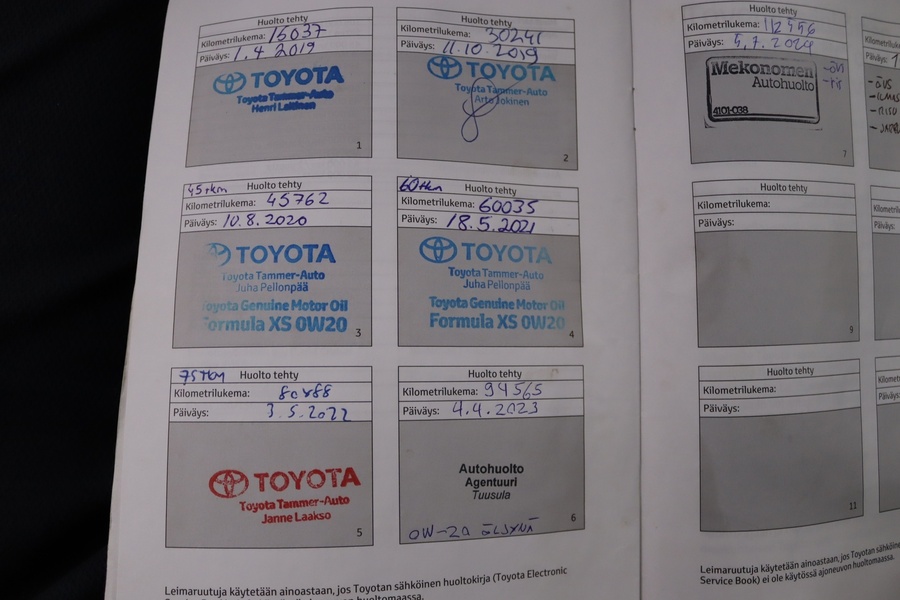 Huolto tehty
Kilometrilukema: 15037
Päiväys: 1.4 2019
TOYOTA
Toyota Tammer-Auto
Henri Laitinen
1
Huolto tehty
Kilometrilukema: 30241
Päiväys: 11.10.2019
TOYOTA
Toyota Tammer-Auto
Arto Jokinen
2
45tkm Huolto tehty
Kilometrilukema: 45762
Päiväys: 10.8.2020
TOYOTA
Toyota Tammer-Auto
Juha Pellonpää
Toyota Genuine Motor Oil
Formula XS 0W20
3
60tkm Huolto tehty
Kilometrilukema: 60035
Päiväys: 18.5.2021
TOYOTA
Toyota Tammer-Auto
Juha Pellonpää
Toyota Genuine Motor Oil
Formula XS 0W20
4
75TKM Huolto tehty
Kilometrilukema:
Päiväys: 3.5.2022
TOYOTA
Toyota Tammer-Auto
Janne Laakso
5
Huolto tehty
Kilometrilukema: 94565
Päiväys: 4.4.2023
Autohuolto
Agentuuri
Tuusula
0W-20
6
Leimaruutuja käytetään ainoastaan, jos Toyotan sähköinen huoltokirja (Toyota Electronic
Huolto tehty
Kilometrilukema:
Päiväys: 5.7.2024
Mekonomen
Autohuolto
4101-038
7
Huolto tehty
Kilometrilukema:
Päiväys:
9
Huolto tehty
Kilometrilukema:
Päiväys:
11
Leimaruutuja käytetään ainoastaan, jos Toyotan sähköinen
Service Book) ei ole käytössä ajoneuvon huoltomaassa.